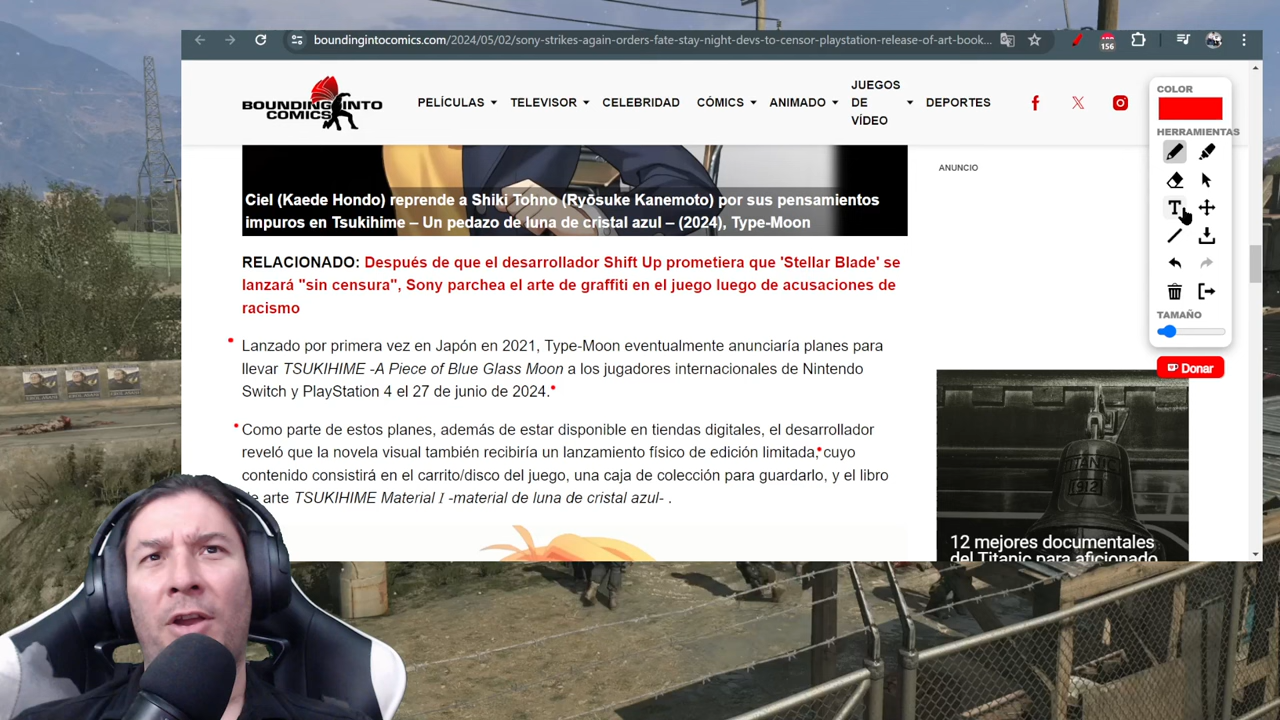 boundingintocomics.com/2024/05/02/sony-strikes-again-orders-fate-stay-night-devs-to-censor-playstation-release-of-art-book...
156
BOUNDING INTO
COMICS
PELÍCULAS
TELEVISOR
CELEBRIDAD
CÓMICS
ANIMADO
JUEGOS
DE
VÍDEO
DEPORTES
COLOR
HERRAMIENTAS
T
TAMAÑO
Donar
ANUNCIO
Ciel (Kaede Hondo) reprende a Shiki Tohno (Ryōsuke Kanemoto) por sus pensamientos
impuros en Tsukihime – Un pedazo de luna de cristal azul – (2024), Type-Moon
RELACIONADO: Después de que el desarrollador Shift Up prometiera que 'Stellar Blade' se
lanzará "sin censura", Sony parchea el arte de graffiti en el juego luego de acusaciones de
racismo
Lanzado por primera vez en Japón en 2021, Type-Moon eventualmente anunciaría planes para
llevar TSUKIHIME -A Piece of Blue Glass Moon a los jugadores internacionales de Nintendo
Switch y PlayStation 4 el 27 de junio de 2024.
Como parte de estos planes, además de estar disponible en tiendas digitales, el desarrollador
reveló que la novela visual también recibiría un lanzamiento físico de edición limitada, cuyo
contenido consistirá en el carrito/disco del juego, una caja de colección para guardarlo, y el libro
de arte TSUKIHIME Material I -material de luna de cristal azul- .
TITANIC
1912
12 mejores documentales
del Titanic para aficionado